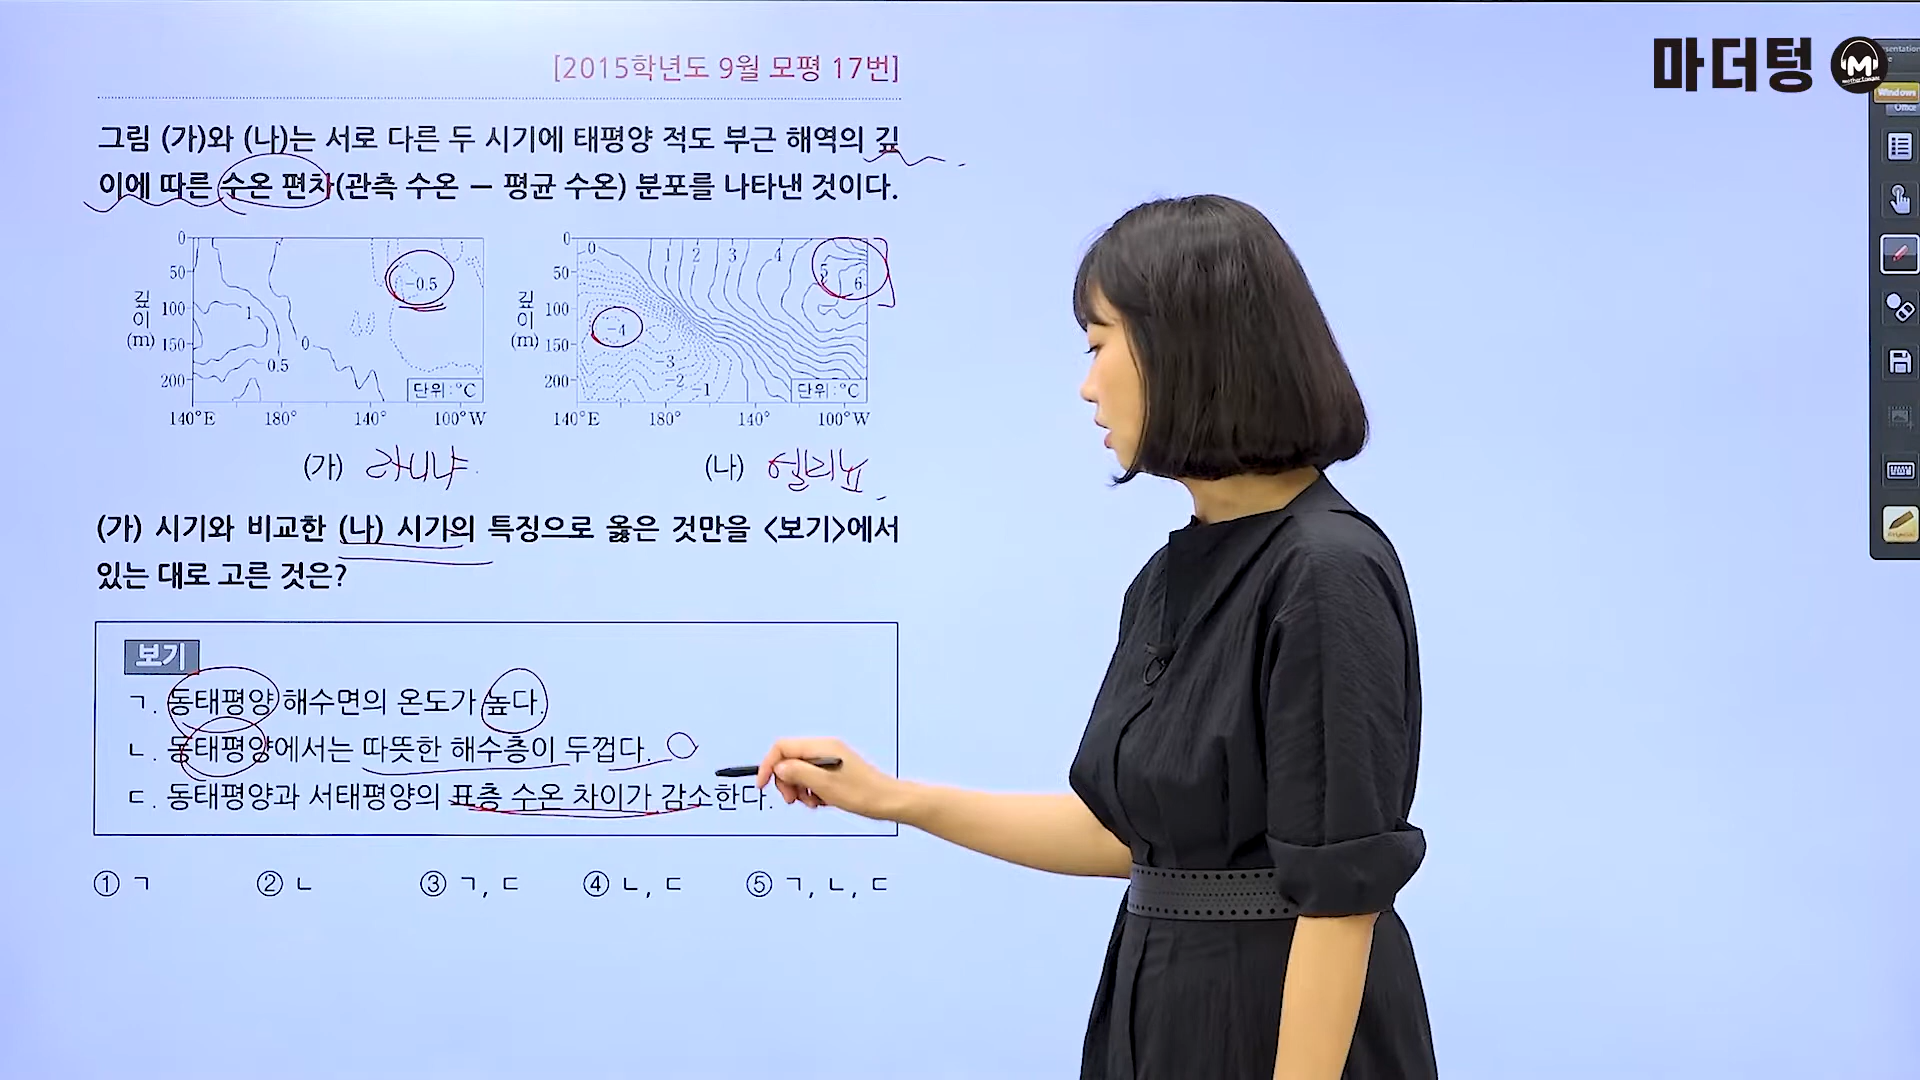 마더텅
[2015학년도 9월 모평 17번]
그림 (가)와 (나)는 서로 다른 두 시기에 태평양 적도 부근 해역의 깊
이에 따른 수온 편차(관측 수온 － 평균 수온) 분포를 나타낸 것이다.
0
50
100
150
200
깊이(m)
-0.5
1
0
0.5
단위:℃
140°E 180° 140° 100°W
(가) 라니냐
0
50
100
150
200
깊이(m)
0 1 2 3 4 5 6
-4
-3
-2
-1
단위:℃
140°E 180° 140° 100°W
(나) 엘리뇨
(가) 시기와 비교한 (나) 시기의 특징으로 옳은 것만을 <보기>에서
있는 대로 고른 것은?
보기
ㄱ. 동태평양 해수면의 온도가 높다.
ㄴ. 동태평양에서는 따뜻한 해수층이 두껍다.
ㄷ. 동태평양과 서태평양의 표층 수온 차이가 감소한다.
① ㄱ ② ㄴ ③ ㄱ, ㄷ ④ ㄴ, ㄷ ⑤ ㄱ, ㄴ, ㄷ
Windows
Office